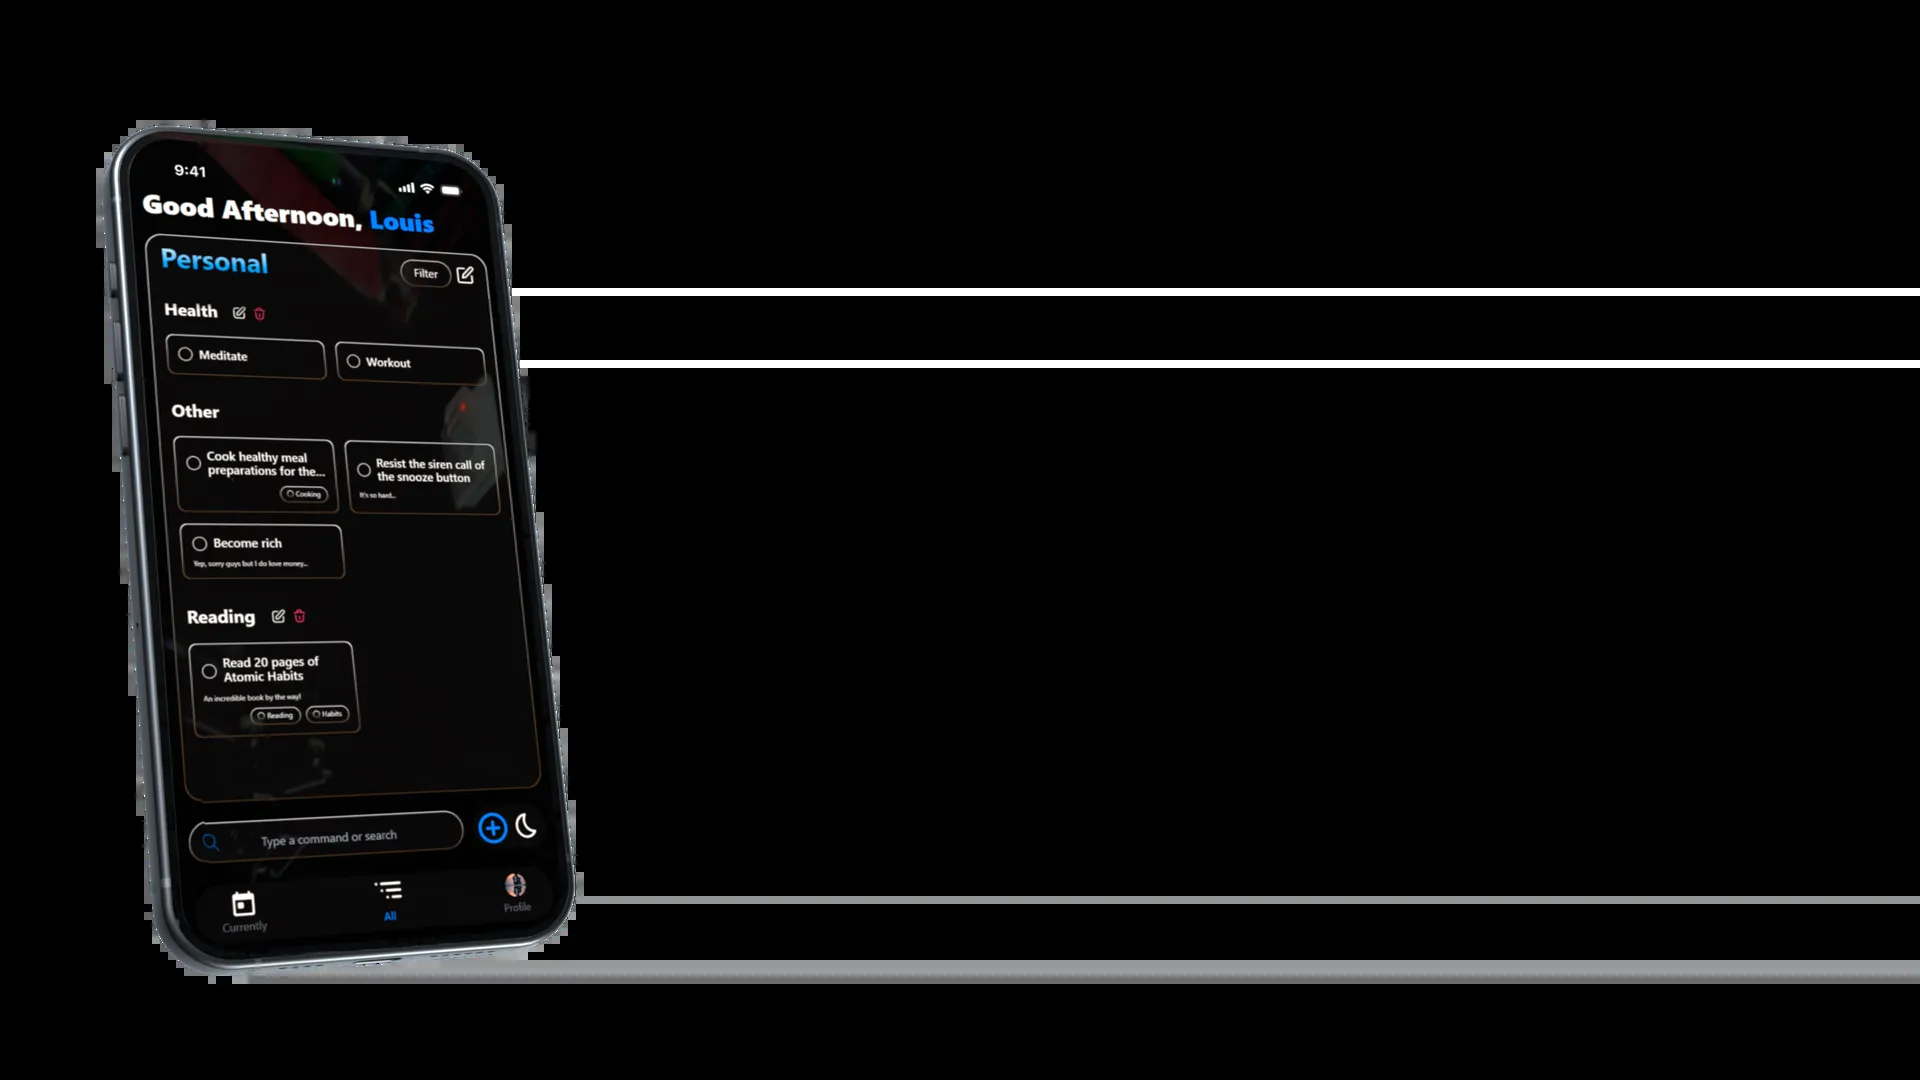 9:41
Good Afternoon, Louis
Personal
Filter
Health
Meditate
Workout
Other
Cook healthy meal
preparations for the...
Cooking
Resist the siren call of
the snooze button
It's so hard...
Become rich
Yep, sorry guys but I do love money...
Reading
Read 20 pages of
Atomic Habits
An incredible book by the way!
Reading
Habits
Type a command or search
Currently
All
Profile